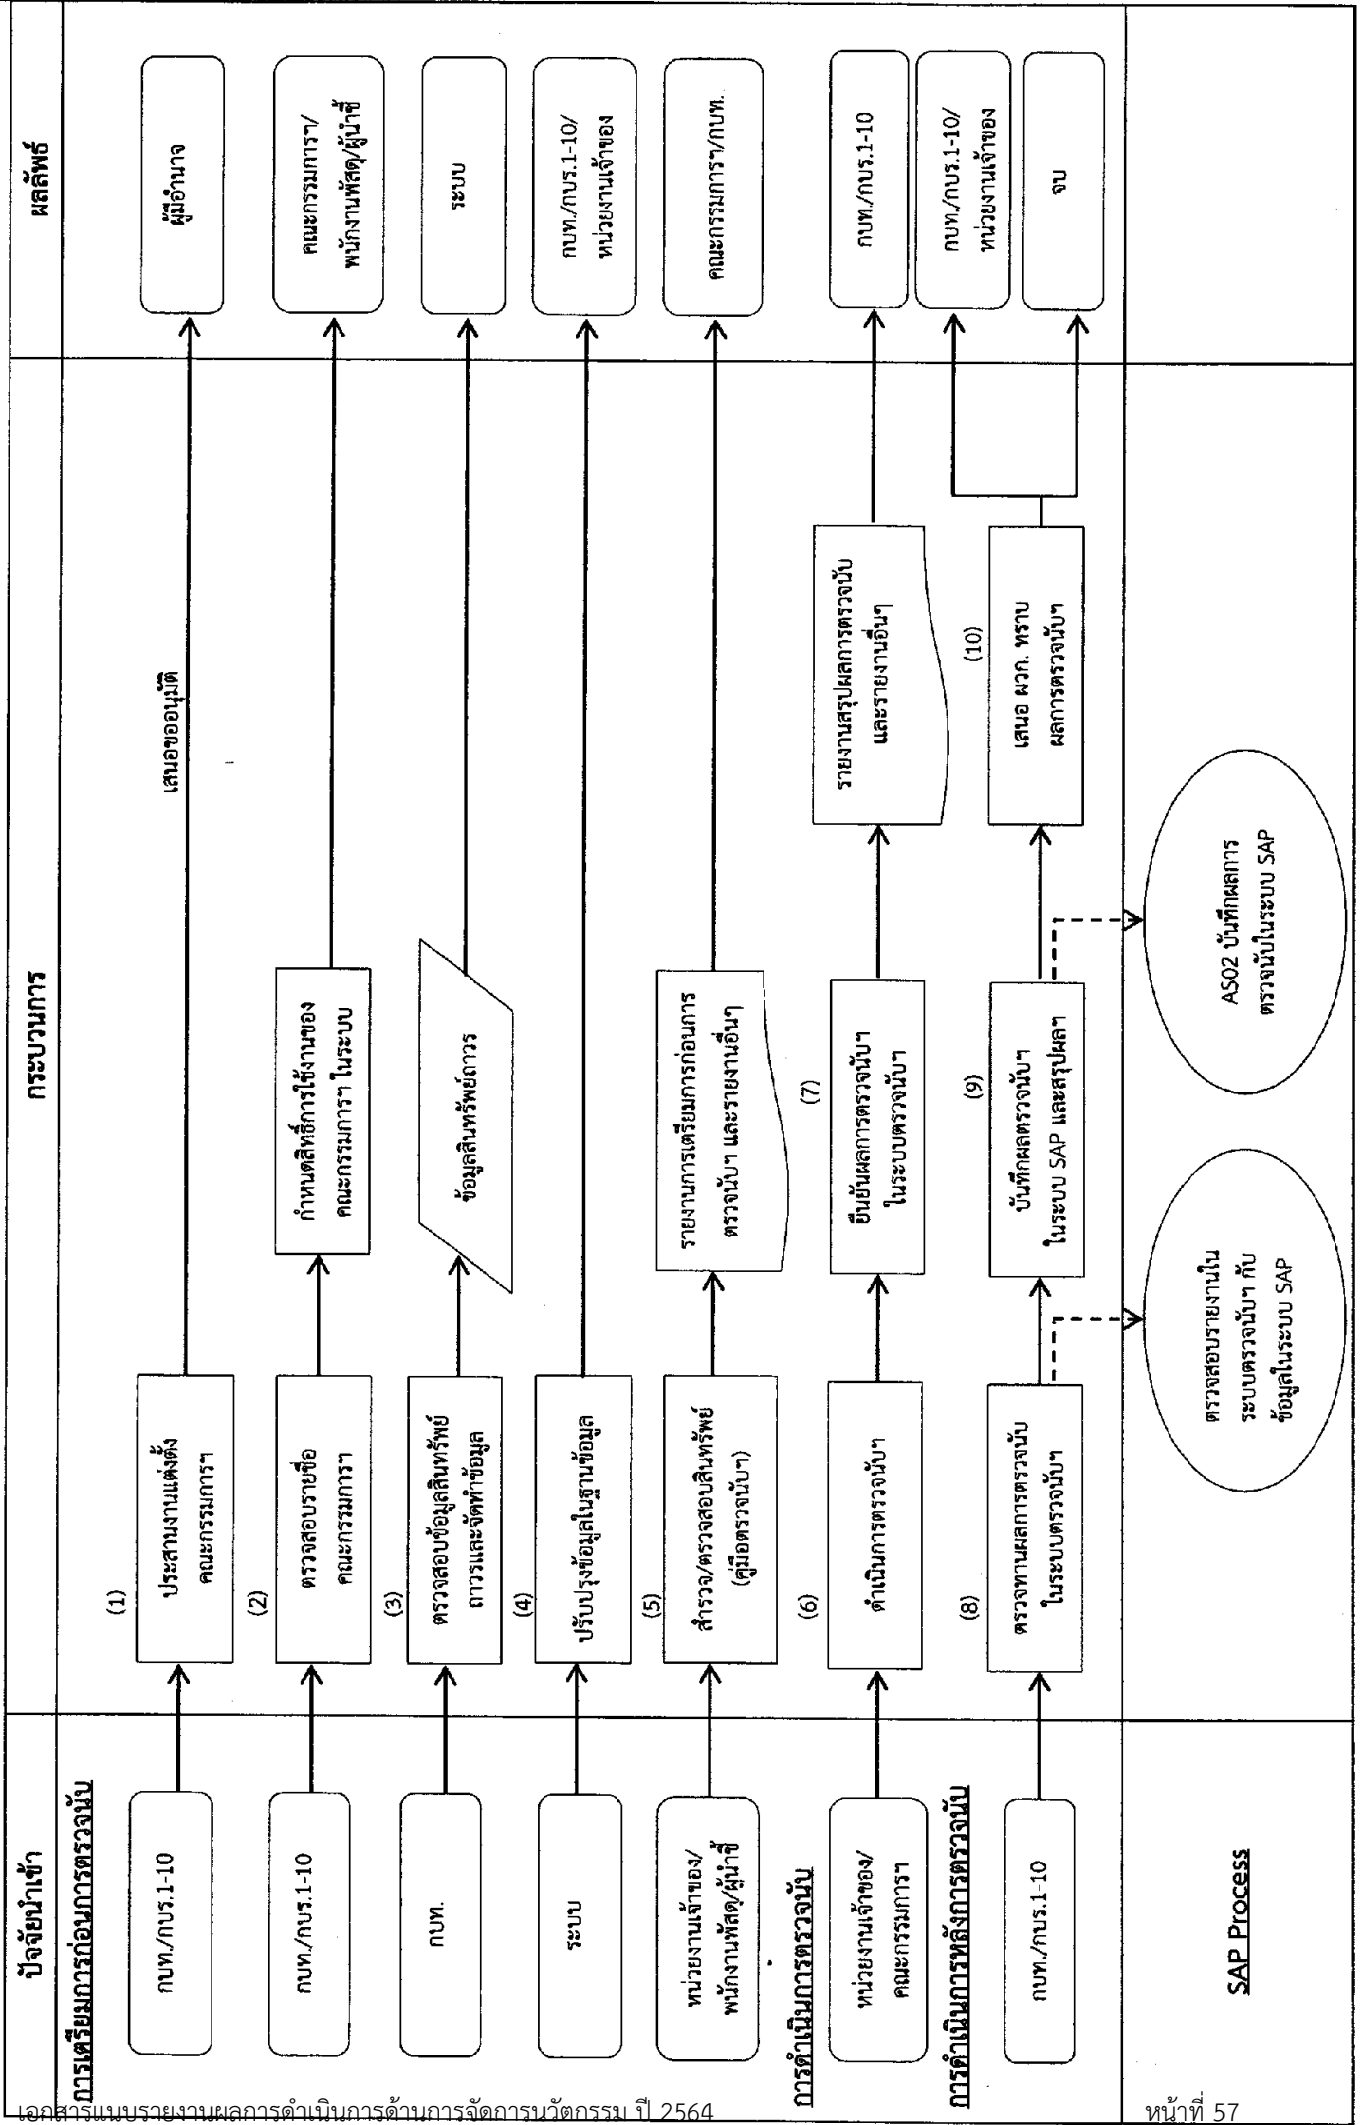 ปัจจัยนำเข้า
กระบวนการ
ผลลัพธ์
การเตรียมการก่อนการตรวจนับ
กบท./กบร.1-10
(1)
ประสานงานแต่งตั้ง
คณะกรรมการฯ
เสนอขออนุมัติ
ผู้มีอำนาจ
กบท./กบร.1-10
(2)
ตรวจสอบรายชื่อ
คณะกรรมการฯ
กำหนดสิทธิ์การใช้งานของ
คณะกรรมการฯ ในระบบ
คณะกรรมการฯ/
พนักงานพัสดุ/ผู้นำชี้
กบท.
(3)
ตรวจสอบข้อมูลสินทรัพย์
ถาวรและจัดทำข้อมูล
ข้อมูลสินทรัพย์ถาวร
ระบบ
ระบบ
(4)
ปรับปรุงข้อมูลในฐานข้อมูล
กบท./กบร.1-10/
หน่วยงานเจ้าของ
หน่วยงานเจ้าของ/
พนักงานพัสดุ/ผู้นำชี้
(5)
สำรวจ/ตรวจสอบสินทรัพย์
(คู่มือตรวจนับฯ)
รายงานการเตรียมการก่อนการ
ตรวจนับฯ และรายงานอื่นๆ
คณะกรรมการฯ/กบท.
การดำเนินการตรวจนับ
หน่วยงานเจ้าของ/
คณะกรรมการฯ
(6)
ดำเนินการตรวจนับฯ
(7)
ยืนยันผลการตรวจนับฯ
ในระบบตรวจนับฯ
รายงานสรุปผลการตรวจนับ
และรายงานอื่นๆ
กบท./กบร.1-10
การดำเนินการหลังการตรวจนับ
กบท./กบร.1-10
(8)
ตรวจทานผลการตรวจนับ
ในระบบตรวจนับฯ
(9)
บันทึกผลตรวจนับฯ
ในระบบ SAP และสรุปผลฯ
(10)
เสนอ ผวก. ทราบ
ผลการตรวจนับฯ
กบท./กบร.1-10/
หน่วยงานเจ้าของ
จบ
SAP Process
ตรวจสอบรายงานใน
ระบบตรวจนับฯ กับ
ข้อมูลในระบบ SAP
AS02 บันทึกผลการ
ตรวจนับในระบบ SAP
เอกสารแนบรายงานผลการดำเนินการด้านการจัดการนวัตกรรม ปี 2564
หน้าที่ 57